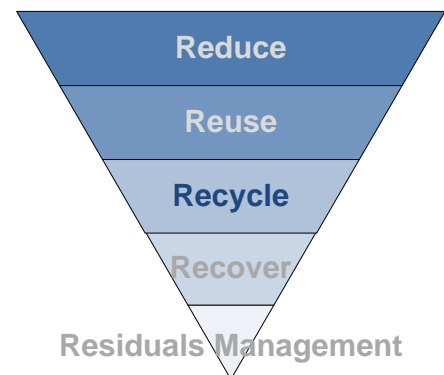 Reduce
Reuse
Recycle
Recover
Residuals Management